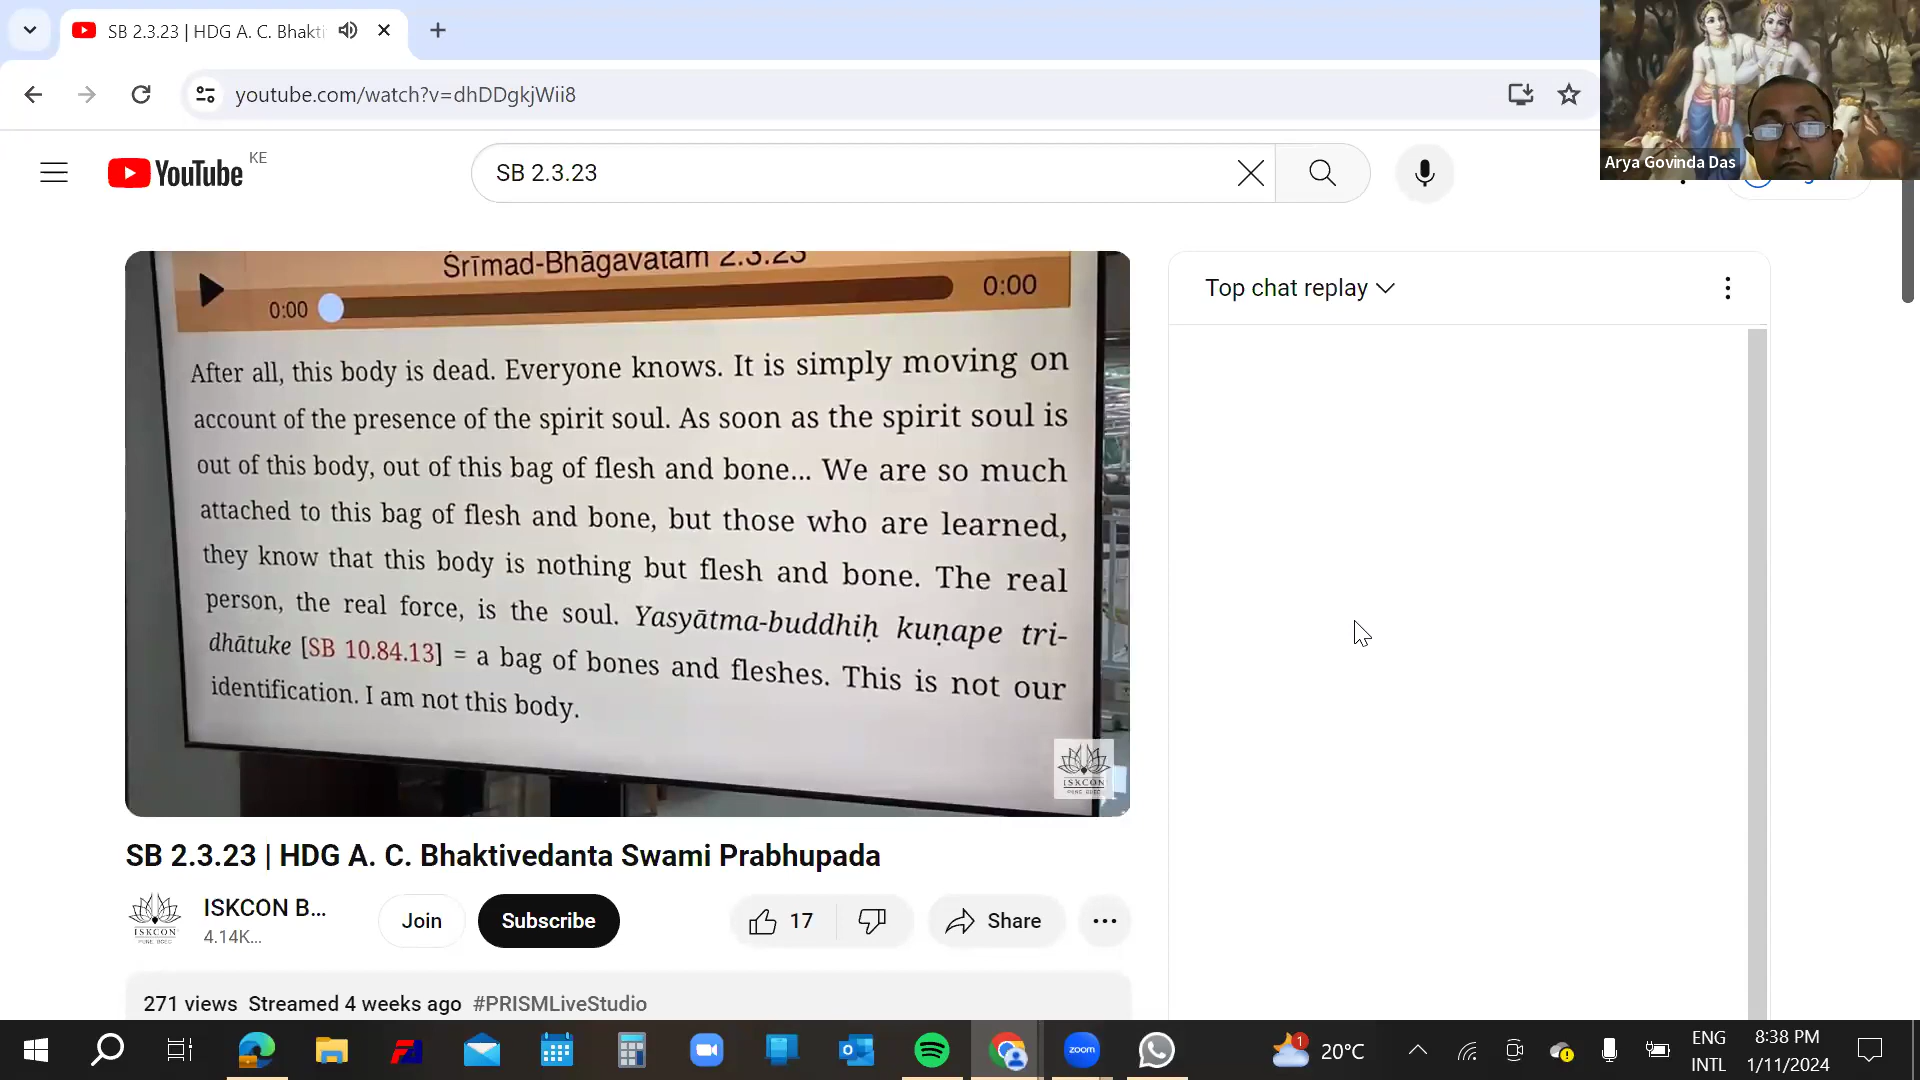 SB 2.3.23 | HDG A. C. Bhakti
youtube.com/watch?v=dhDDgkjWii8
Arya Govinda Das
YouTube KE
SB 2.3.23
Śrīmad-Bhāgavatam 2.3.23
0:00
0:00
After all, this body is dead. Everyone knows. It is simply moving on
account of the presence of the spirit soul. As soon as the spirit soul is
out of this body, out of this bag of flesh and bone... We are so much
attached to this bag of flesh and bone, but those who are learned,
they know that this body is nothing but flesh and bone. The real
person, the real force, is the soul. Yasyātma-buddhiḥ kuṇape tri-
dhātuke [SB 10.84.13] = a bag of bones and fleshes. This is not our
identification. I am not this body.
ISKCON
PUNE BCEC
Top chat replay
SB 2.3.23 | HDG A. C. Bhaktivedanta Swami Prabhupada
ISKCON
PUNE BCEC
ISKCON B...
4.14K...
Join
Subscribe
17
Share
271 views Streamed 4 weeks ago #PRISMLiveStudio
zoom
1
20°C
ENG
INTL
8:38 PM
1/11/2024